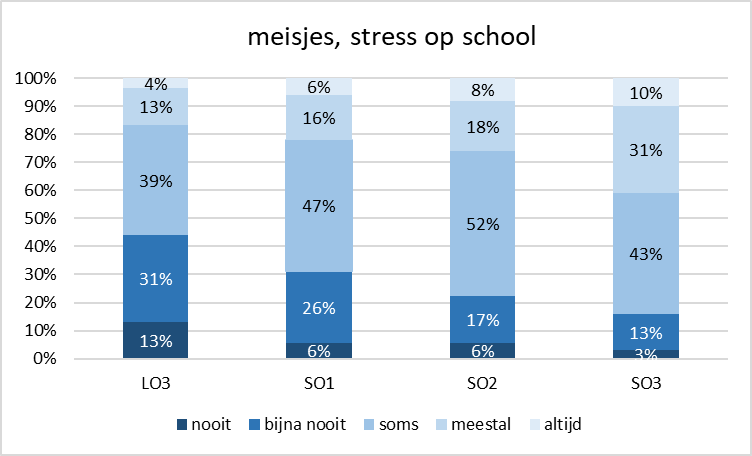 meisjes, stress op school
100%
90%
80%
70%
60%
50%
40%
30%
20%
10%
0%
4% 6% 8% 10%
13% 16% 18% 31%
39% 47% 52% 43%
31% 26% 17% 13%
13% 6% 6% 3%
LO3 SO1 SO2 SO3
nooit bijna nooit soms meestal altijd